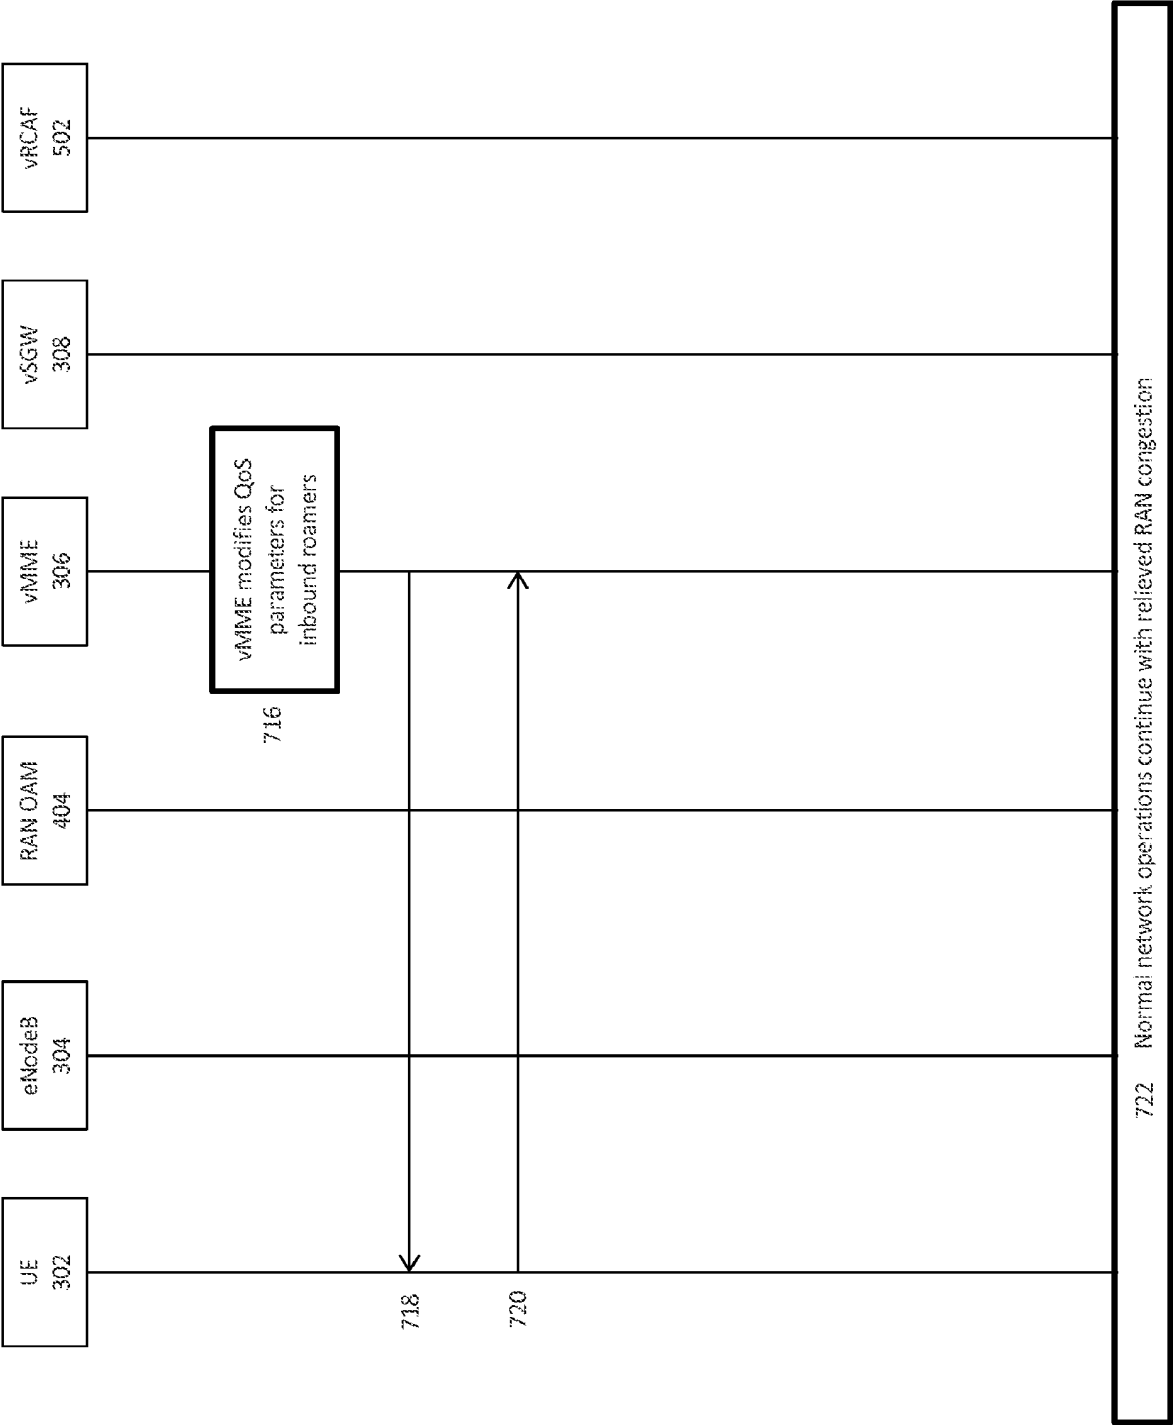 UE
302
eNodeB
304
RAN OAM
404
vMME
306
vSGW
308
vRCAF
502
vMME modifies QoS
parameters for
inbound roamers
716
718
720
722 Normal network operations continue with relieved RAN congestion